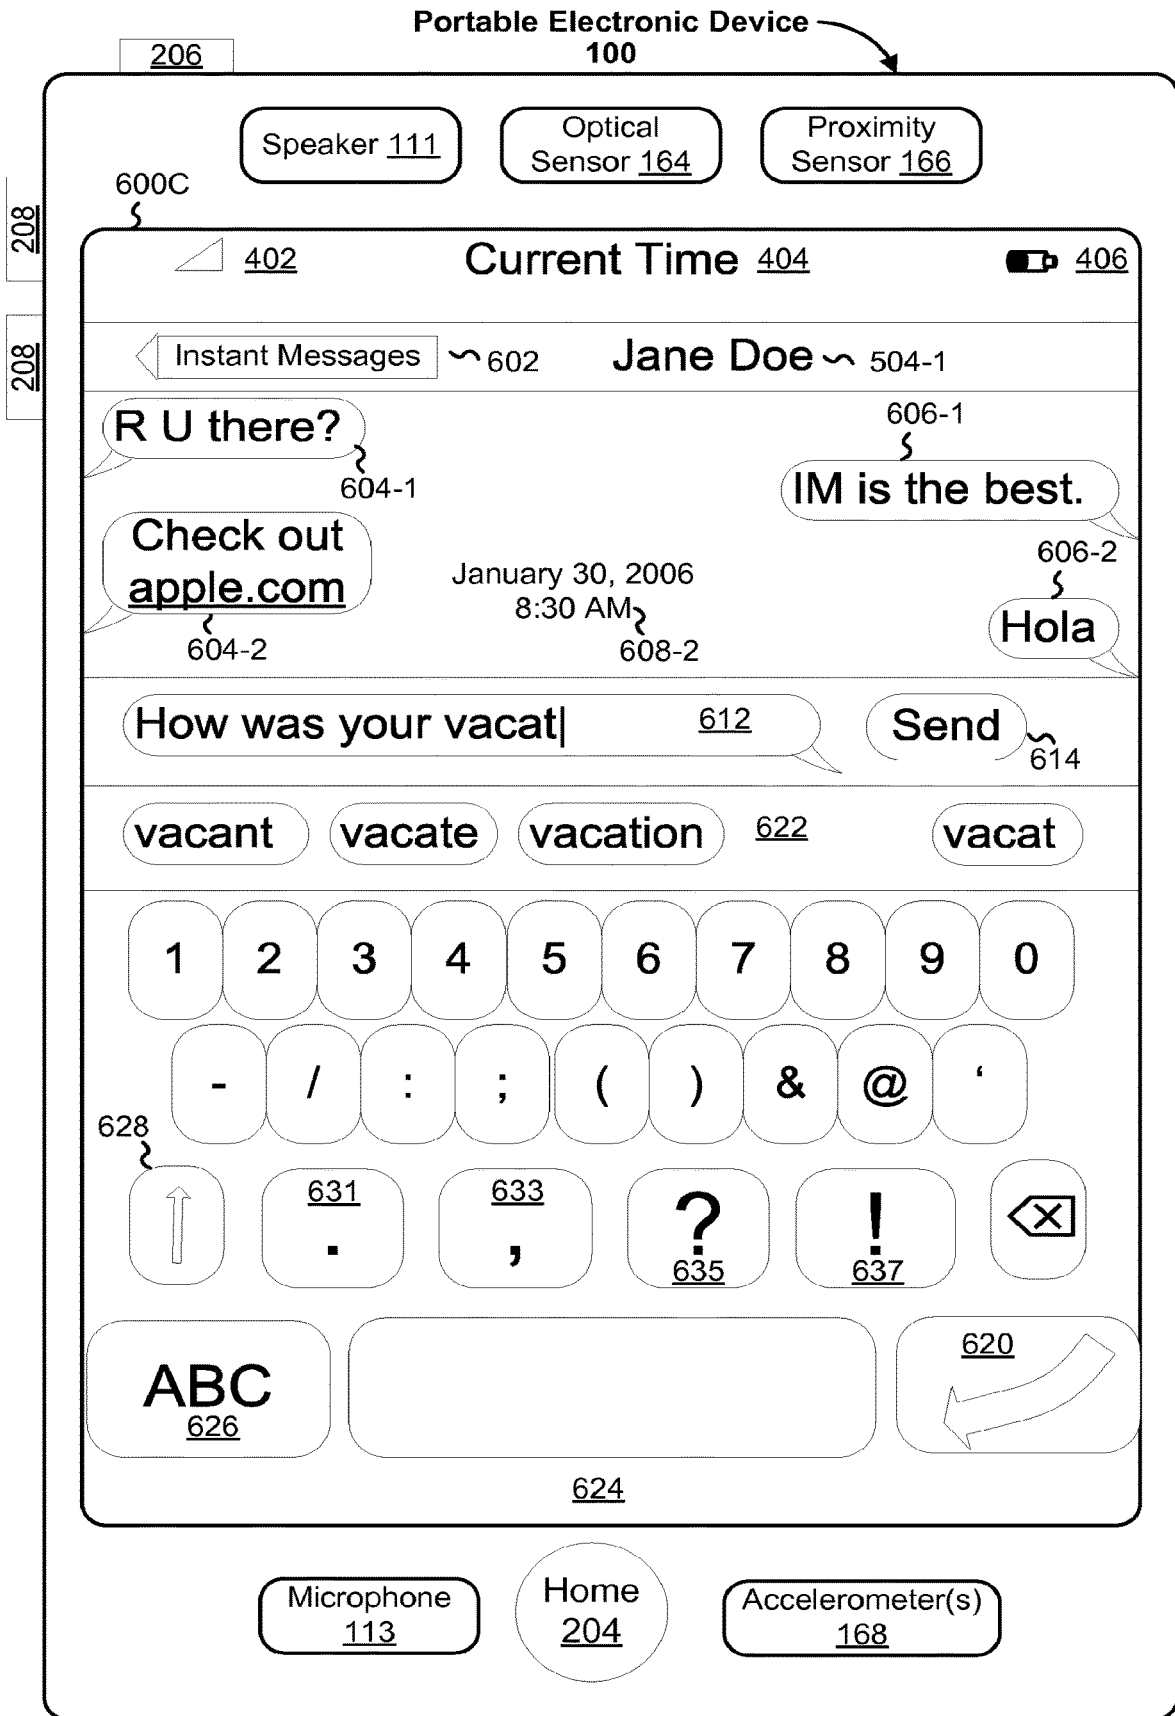 Portable Electronic Device
100
206
Speaker 111
Optical
Sensor 164
Proximity
Sensor 166
600C
208
208
402
Current Time 404
406
Instant Messages
602
Jane Doe
504-1
R U there?
604-1
606-1
IM is the best.
Check out
apple.com
604-2
January 30, 2006
8:30 AM
608-2
606-2
Hola
How was your vacat
612
Send
614
vacant
vacate
vacation
622
vacat
1 2 3 4 5 6 7 8 9 0
- / : ; ( ) & @ ‘
628
631
.
633
,
?
635
!
637
ABC
626
620
624
Microphone
113
Home
204
Accelerometer(s)
168